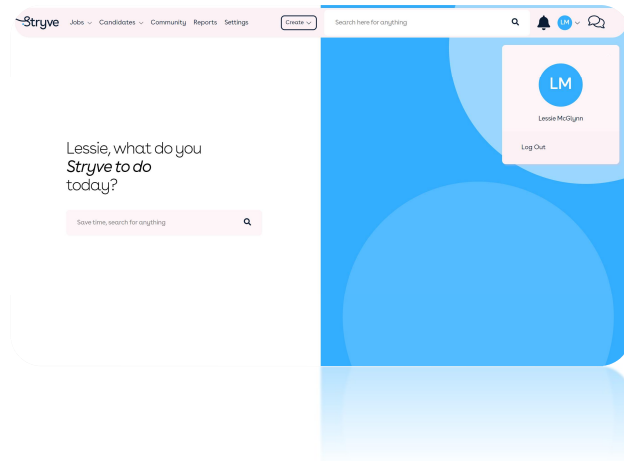 Stryve Jobs Candidates Community Reports Settings Create Search here for anything LM
LM
Lessie McGlynn
Log Out
Lessie, what do you
Stryve to do
today?
Save time, search for anything